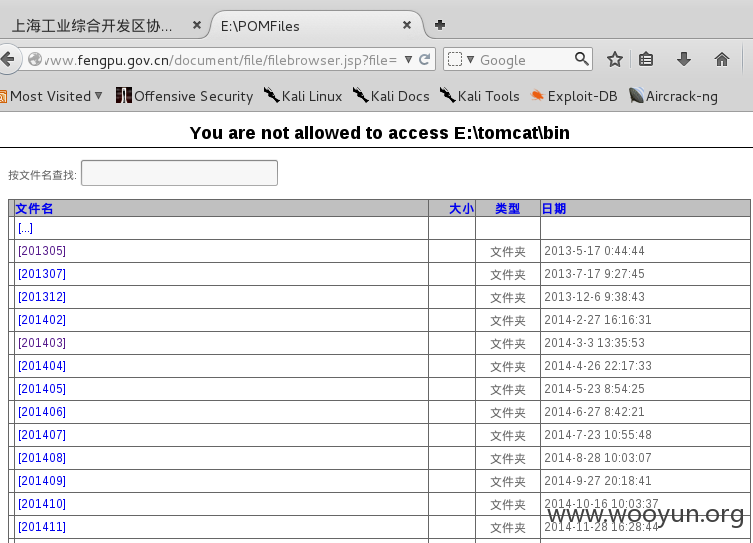 上海工业综合开发区协...
E:\POMFiles
www.fengpu.gov.cn/document/file/filebrowser.jsp?file=
Google
Most Visited
Offensive Security
Kali Linux
Kali Docs
Kali Tools
Exploit-DB
Aircrack-ng
You are not allowed to access E:\tomcat\bin
按文件名查找:
文件名 大小 类型 日期
[...]
[201305] 文件夹 2013-5-17 0:44:44
[201307] 文件夹 2013-7-17 9:27:45
[201312] 文件夹 2013-12-6 9:38:43
[201402] 文件夹 2014-2-27 16:16:31
[201403] 文件夹 2014-3-3 13:35:53
[201404] 文件夹 2014-4-26 22:17:33
[201405] 文件夹 2014-5-23 8:54:25
[201406] 文件夹 2014-6-27 8:42:21
[201407] 文件夹 2014-7-23 10:55:48
[201408] 文件夹 2014-8-28 10:03:07
[201409] 文件夹 2014-9-27 20:18:41
[201410] 文件夹 2014-10-16 10:03:37
[201411] 文件夹 2014-11-28 16:28:44
www.wooyun.org